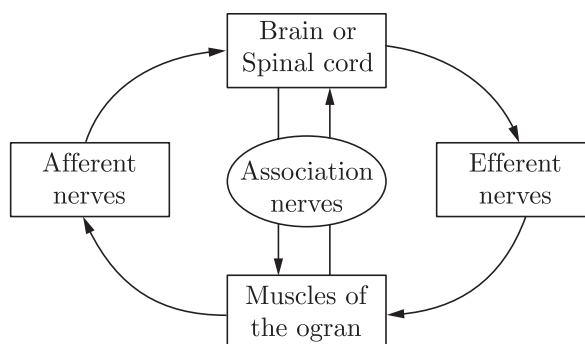 Brain or
Spinal cord
Afferent
nerves
Association
nerves
Efferent
nerves
Muscles of
the ogran